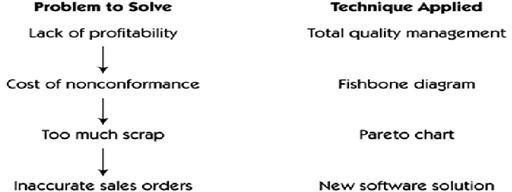 Problem to Solve Technique Applied
Lack of profitability Total quality management
Cost of nonconformance Fishbone diagram
Too much scrap Pareto chart
Inaccurate sales orders New software solution